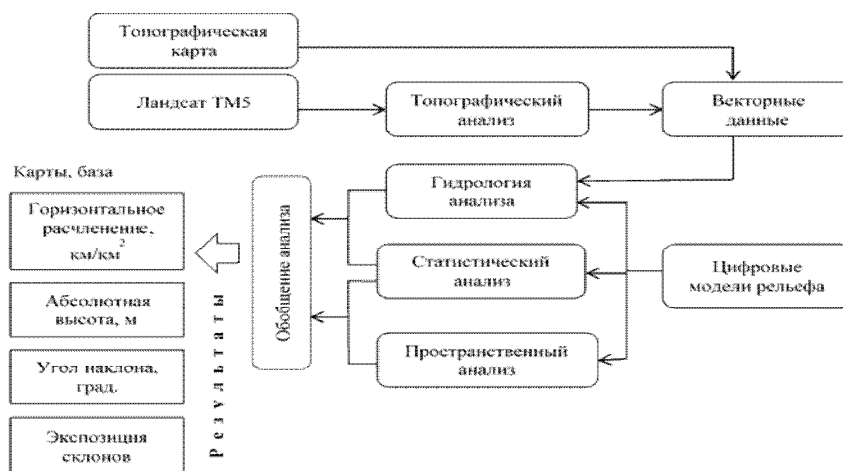 Топографическая
карта
Ландсат ТМ5
Топографический
анализ
Векторные
данные
Карты, база
Горизонтальное
расчленение,
км/км2
Абсолютная
высота, м
Угол наклона,
град.
Экспозиция
склонов
Результаты
Обобщение анализа
Гидрология
анализа
Статистический
анализ
Пространственный
анализ
Цифровые
модели рельефа